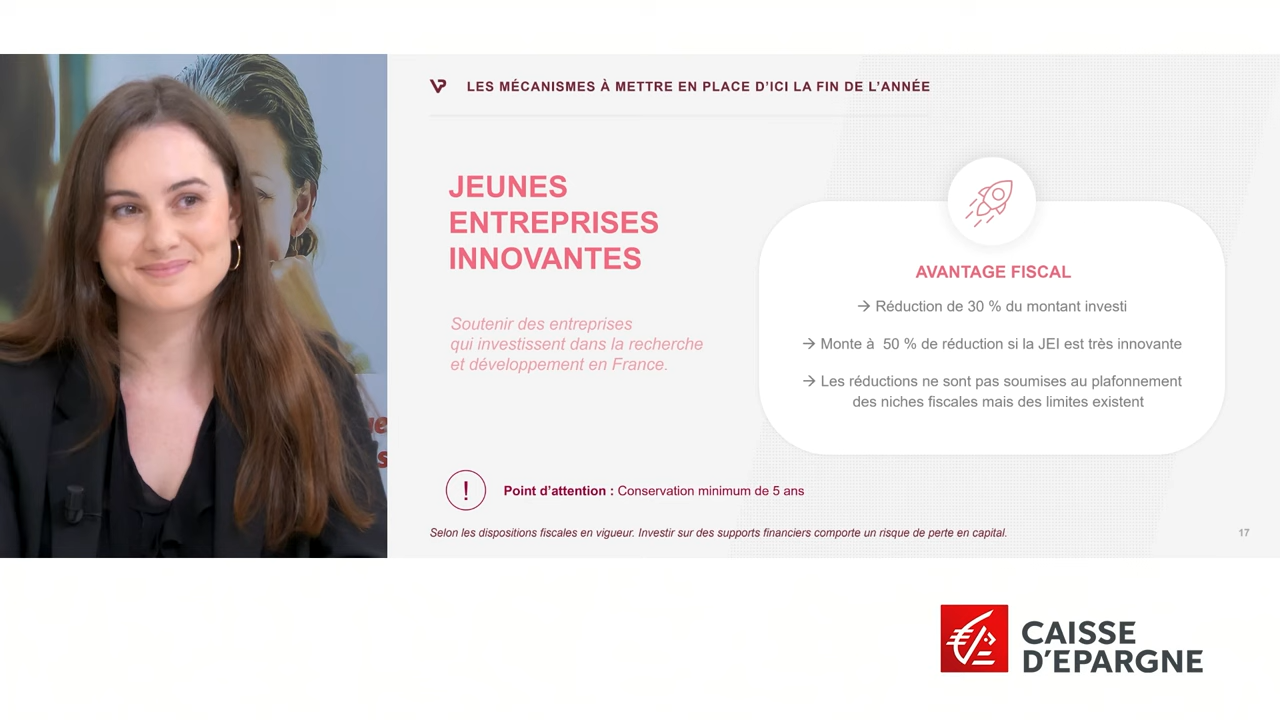 LES MÉCANISMES À METTRE EN PLACE D'ICI LA FIN DE L'ANNÉE
JEUNES
ENTREPRISES
INNOVANTES
Soutenir des entreprises
qui investissent dans la recherche
et développement en France.
AVANTAGE FISCAL
→ Réduction de 30 % du montant investi
→ Monte à 50 % de réduction si la JEI est très innovante
→ Les réductions ne sont pas soumises au plafonnement
des niches fiscales mais des limites existent
! Point d'attention : Conservation minimum de 5 ans
Selon les dispositions fiscales en vigueur. Investir sur des supports financiers comporte un risque de perte en capital.
17
CAISSE
D'EPARGNE